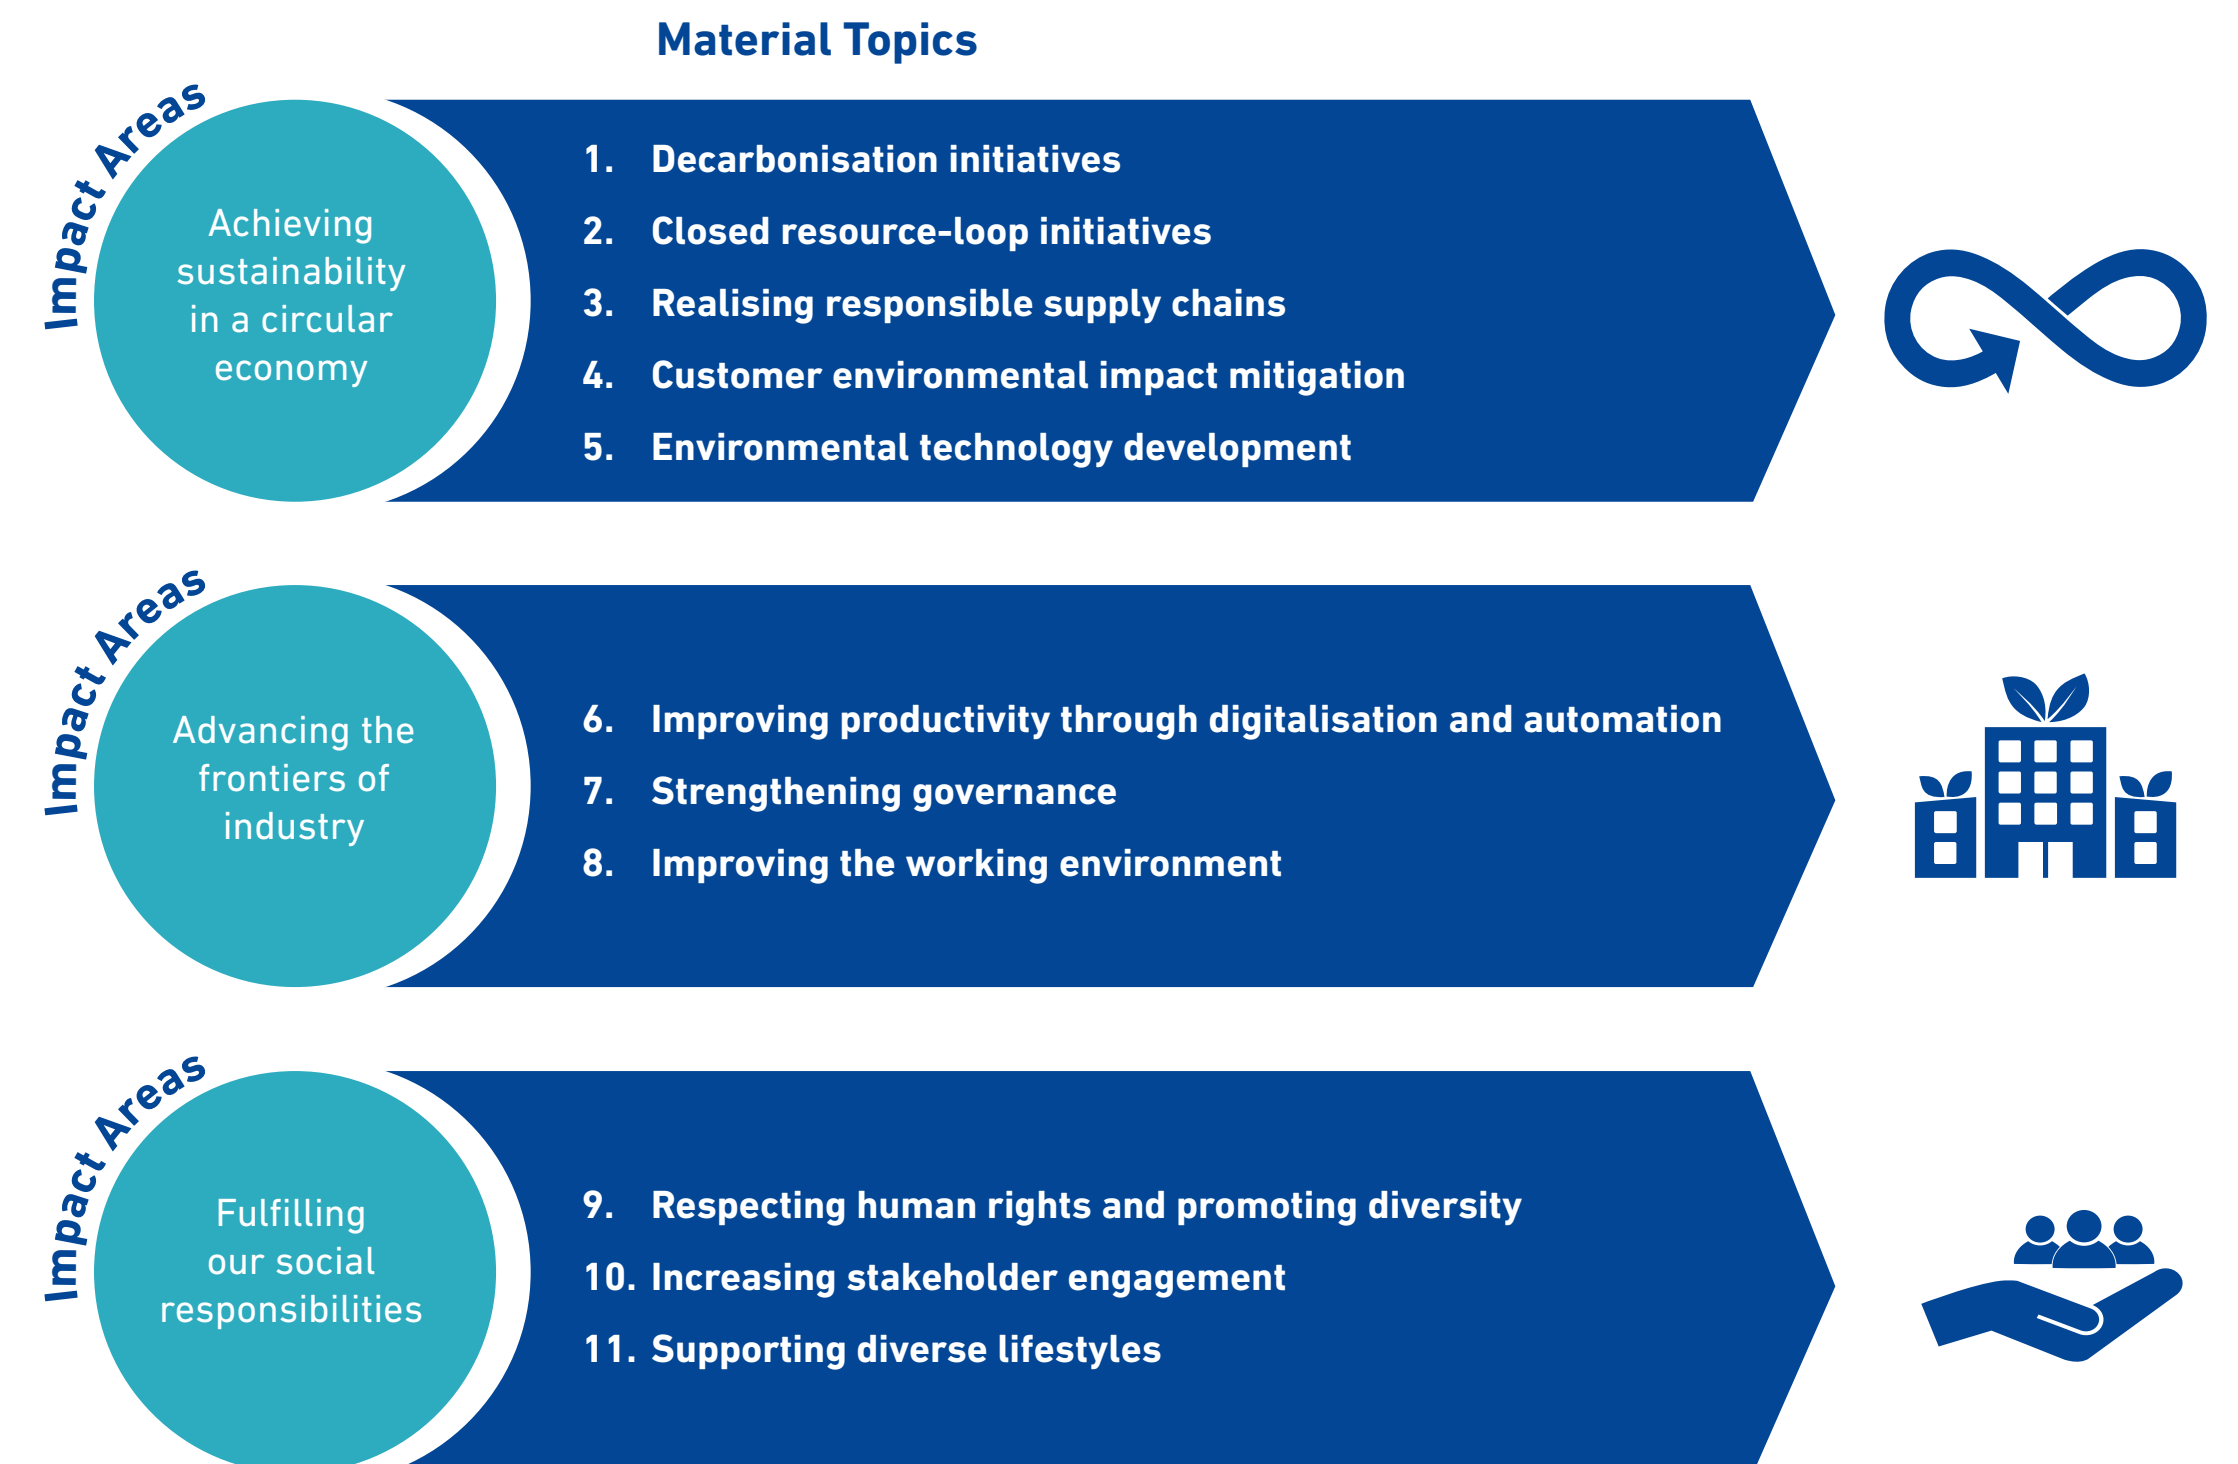 Material Topics
Impact Areas
Achieving
sustainability
in a circular
economy
1. Decarbonisation initiatives
2. Closed resource-loop initiatives
3. Realising responsible supply chains
4. Customer environmental impact mitigation
5. Environmental technology development
Impact Areas
Advancing the
frontiers of
industry
6. Improving productivity through digitalisation and automation
7. Strengthening governance
8. Improving the working environment
Impact Areas
Fulfilling
our social
responsibilities
9. Respecting human rights and promoting diversity
10. Increasing stakeholder engagement
11. Supporting diverse lifestyles